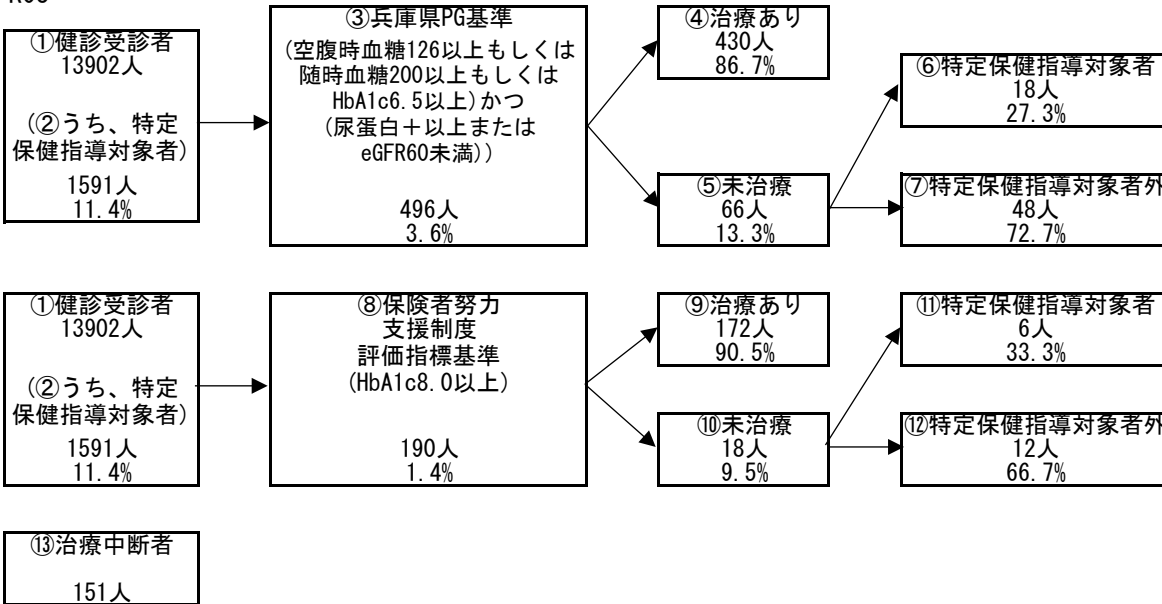 ①健診受診者
13902人
(②うち、特定
保健指導対象者)
1591人
11.4%
③兵庫県PG基準
(空腹時血糖126以上もしくは
随時血糖200以上もしくは
HbA1c6.5以上)かつ
(尿蛋白＋以上または
eGFR60未満))
496人
3.6%
④治療あり
430人
86.7%
⑤未治療
66人
13.3%
⑥特定保健指導対象者
18人
27.3%
⑦特定保健指導対象者外
48人
72.7%
①健診受診者
13902人
(②うち、特定
保健指導対象者)
1591人
11.4%
⑧保険者努力
支援制度
評価指標基準
(HbA1c8.0以上)
190人
1.4%
⑨治療あり
172人
90.5%
⑩未治療
18人
9.5%
⑪特定保健指導対象者
6人
33.3%
⑫特定保健指導対象者外
12人
66.7%
⑬治療中断者
151人